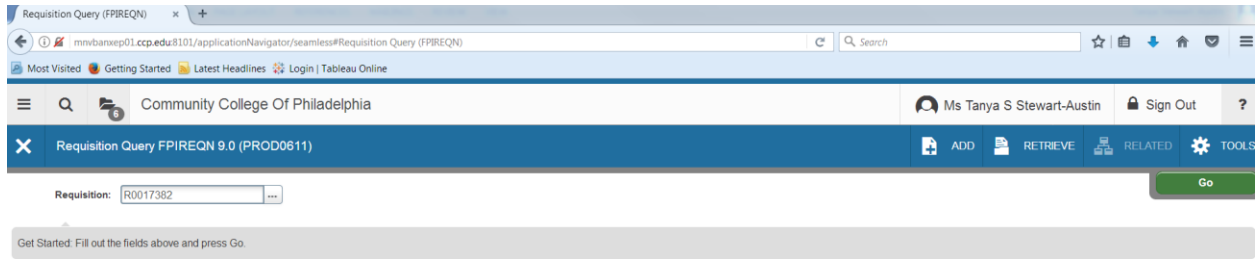 Requisition Query (FPIREQN) × +
mnvbanxep01.ccp.edu:8101/applicationNavigator/seamless#Requisition Query (FPIREQN) Search
Most Visited Getting Started Latest Headlines Login | Tableau Online
6 Community College Of Philadelphia Ms Tanya S Stewart-Austin Sign Out ?
Requisition Query FPIREQN 9.0 (PROD0611) ADD RETRIEVE RELATED TOOLS
Requisition: R0017382 ... Go
Get Started: Fill out the fields above and press Go.